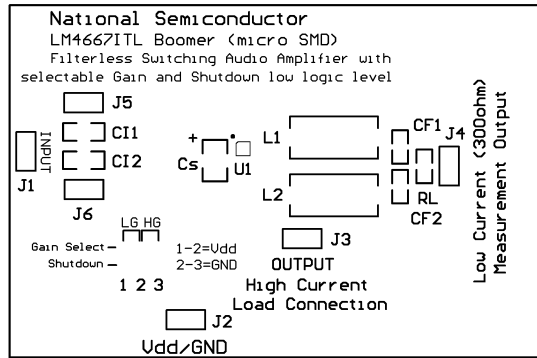 National Semiconductor
LM4667ITL Boomer (micro SMD)
Filterless Switching Audio Amplifier with
selectable Gain and Shutdown low logic level
J5
CI1
INPUT
J1
CI2
J6
+
Cs
U1
L1
L2
CF1
J4
RL
CF2
Low Current (300ohm)
Measurement Output
LG HG
Gain Select –
Shutdown –
1-2=Vdd
2-3=GND
1 2 3
J3
OUTPUT
High Current
Load Connection
J2
Vdd/GND